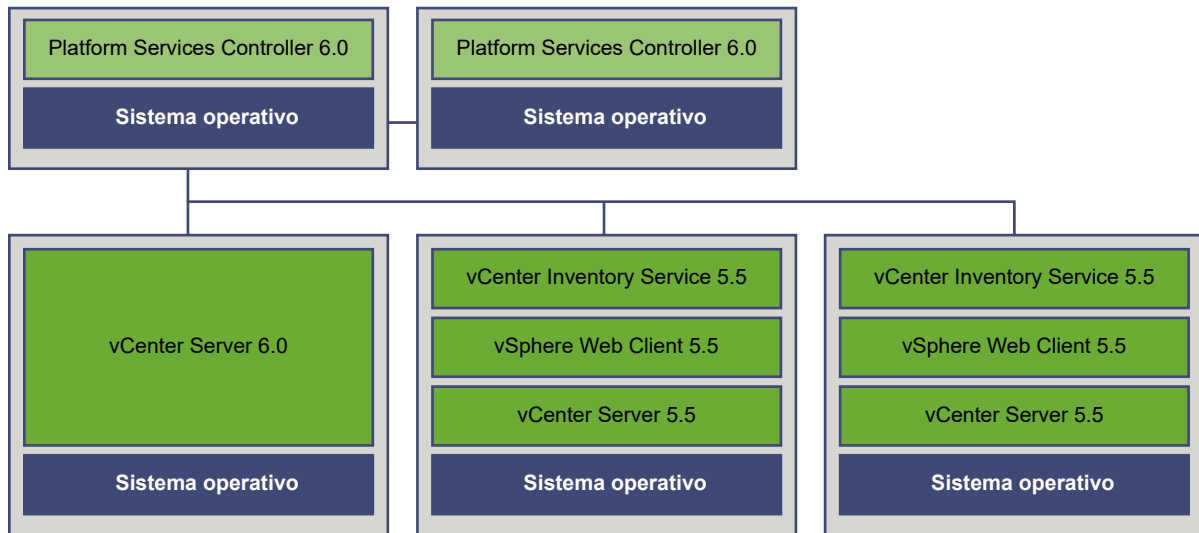 Platform Services Controller 6.0
Sistema operativo
Platform Services Controller 6.0
Sistema operativo
vCenter Server 6.0
Sistema operativo
vCenter Inventory Service 5.5
vSphere Web Client 5.5
vCenter Server 5.5
Sistema operativo
vCenter Inventory Service 5.5
vSphere Web Client 5.5
vCenter Server 5.5
Sistema operativo